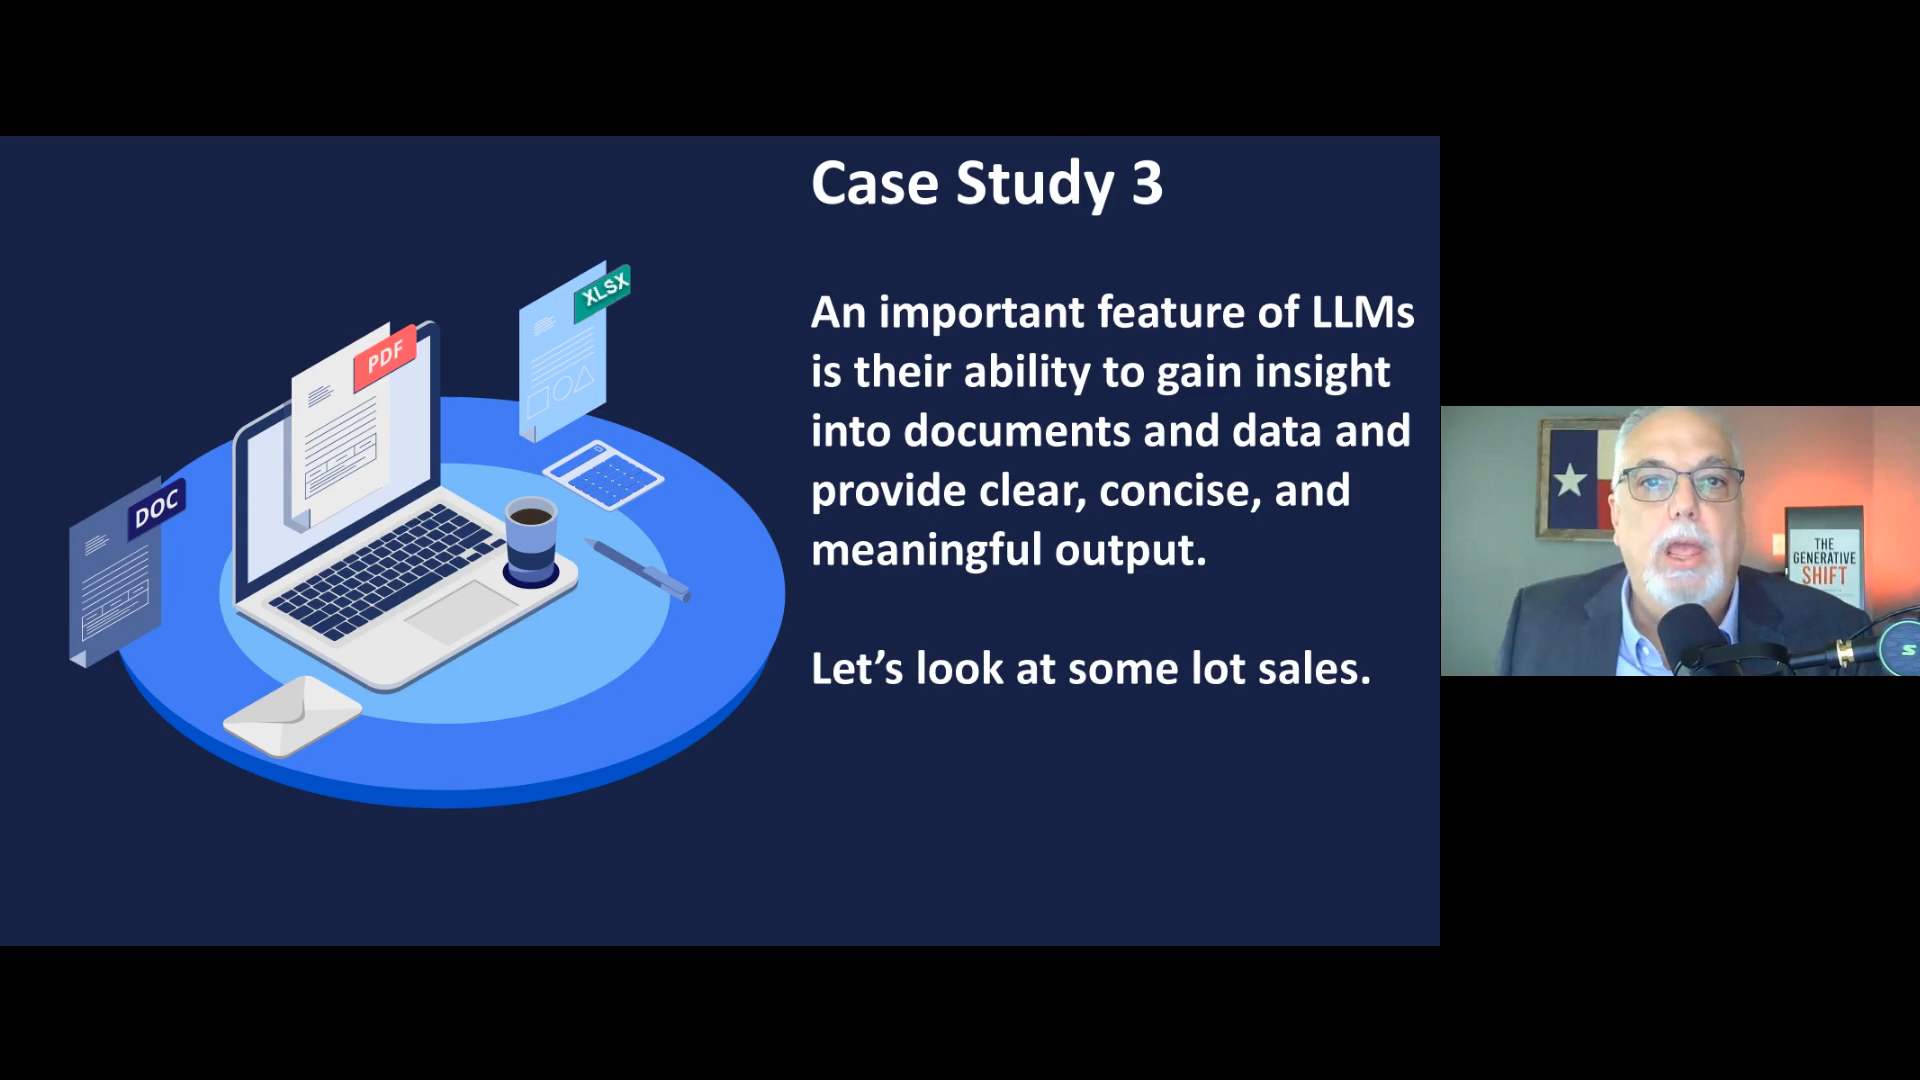 Case Study 3
An important feature of LLMs
is their ability to gain insight
into documents and data and
provide clear, concise, and
meaningful output.
Let’s look at some lot sales.
XLSX
PDF
DOC
THE
GENERATIVE
SHIFT
S